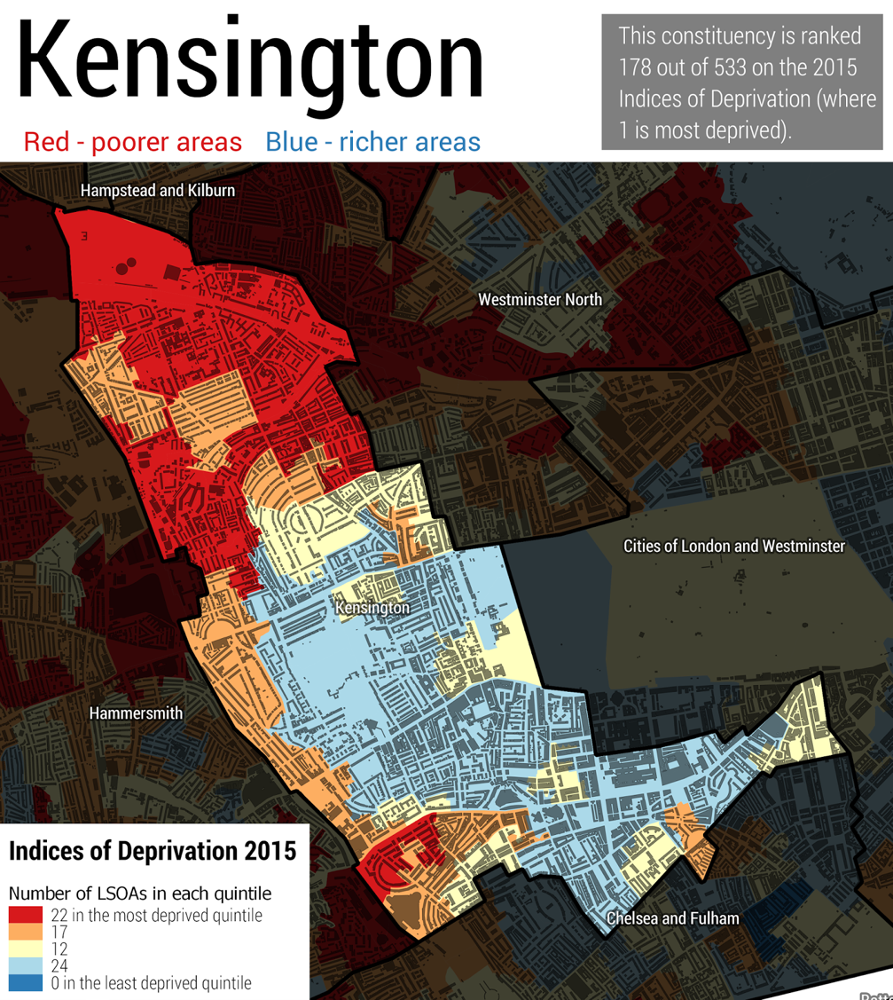 Kensington
Red - poorer areas Blue - richer areas
This constituency is ranked
178 out of 533 on the 2015
Indices of Deprivation (where
1 is most deprived).
Hampstead and Kilburn
Westminster North
Cities of London and Westminster
Kensington
Hammersmith
Chelsea and Fulham
Indices of Deprivation 2015
Number of LSOAs in each quintile
22 in the most deprived quintile
17
12
24
0 in the least deprived quintile